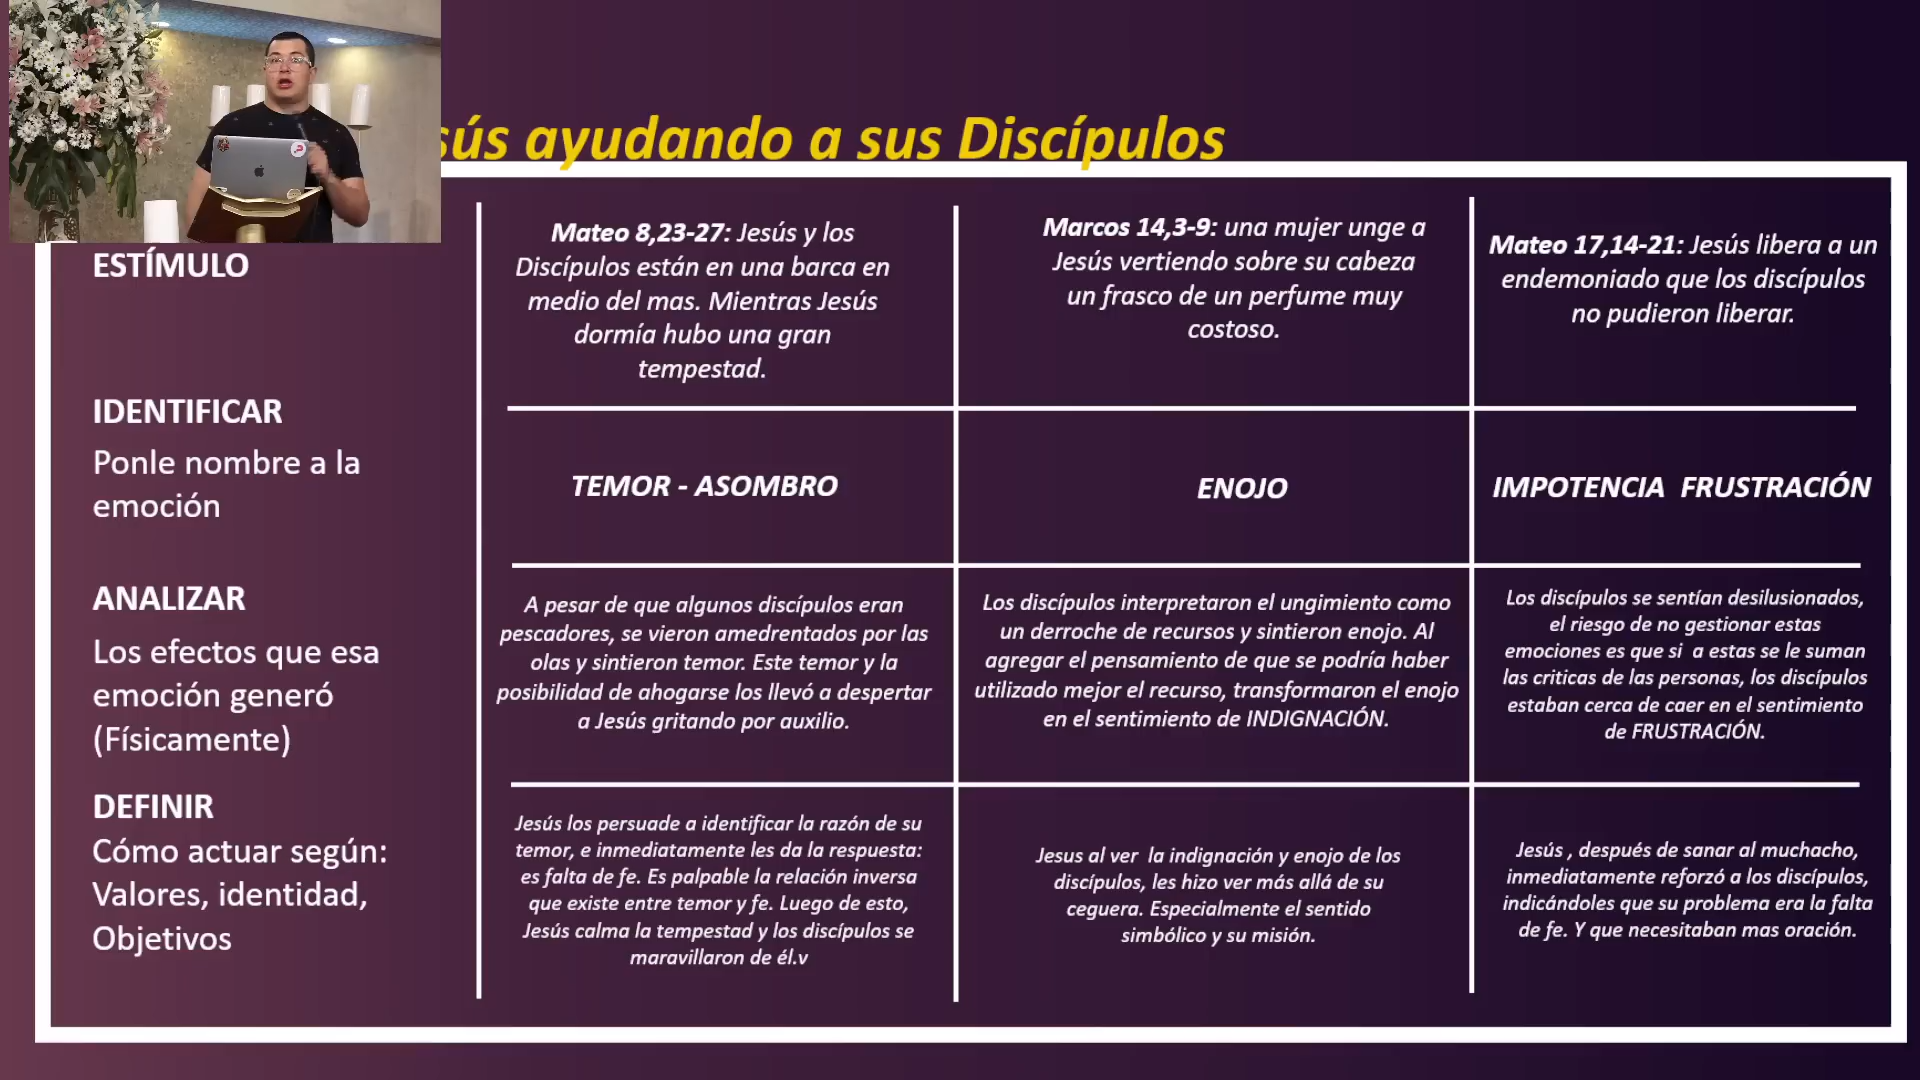 ayudando a sus Discípulos
ESTÍMULO
Mateo 8,23-27: Jesús y los
Discípulos están en una barca en
medio del mas. Mientras Jesús
dormía hubo una gran
tempestad.
Marcos 14,3-9: una mujer unge a
Jesús vertiendo sobre su cabeza
un frasco de un perfume muy
costoso.
Mateo 17,14-21: Jesús libera a un
endemoniado que los discípulos
no pudieron liberar.
IDENTIFICAR
Ponle nombre a la
emoción
TEMOR - ASOMBRO
ENOJO
IMPOTENCIA FRUSTRACIÓN
ANALIZAR
Los efectos que esa
emoción generó
(Físicamente)
A pesar de que algunos discípulos eran
pescadores, se vieron amedrentados por las
olas y sintieron temor. Este temor y la
posibilidad de ahogarse los llevó a despertar
a Jesús gritando por auxilio.
Los discípulos interpretaron el ungimiento como
un derroche de recursos y sintieron enojo. Al
agregar el pensamiento de que se podría haber
utilizado mejor el recurso, transformaron el enojo
en el sentimiento de INDIGNACIÓN.
Los discípulos se sentían desilusionados,
el riesgo de no gestionar estas
emociones es que si a estas se le suman
las criticas de las personas, los discípulos
estaban cerca de caer en el sentimiento
de FRUSTRACIÓN.
DEFINIR
Cómo actuar según:
Valores, identidad,
Objetivos
Jesús los persuade a identificar la razón de su
temor, e inmediatamente les da la respuesta:
es falta de fe. Es palpable la relación inversa
que existe entre temor y fe. Luego de esto,
Jesús calma la tempestad y los discípulos se
maravillaron de él.v
Jesus al ver la indignación y enojo de los
discípulos, les hizo ver más allá de su
ceguera. Especialmente el sentido
simbólico y su misión.
Jesús , después de sanar al muchacho,
inmediatamente reforzó a los discípulos,
indicándoles que su problema era la falta
de fe. Y que necesitaban mas oración.